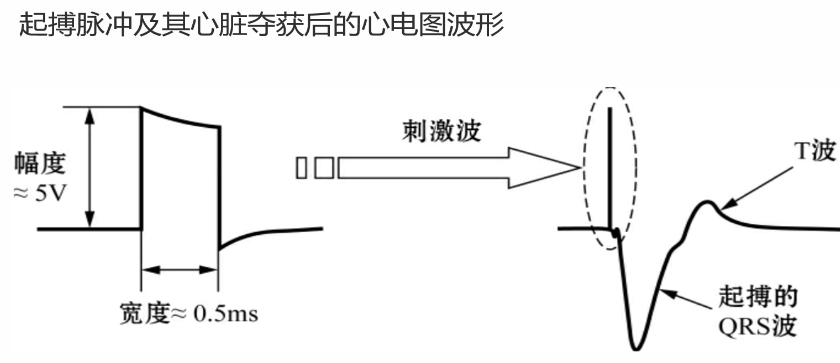 起搏脉冲及其心脏夺获后的心电图波形
幅度
≈ 5V
宽度≈ 0.5ms
刺激波
T波
起搏的
QRS波